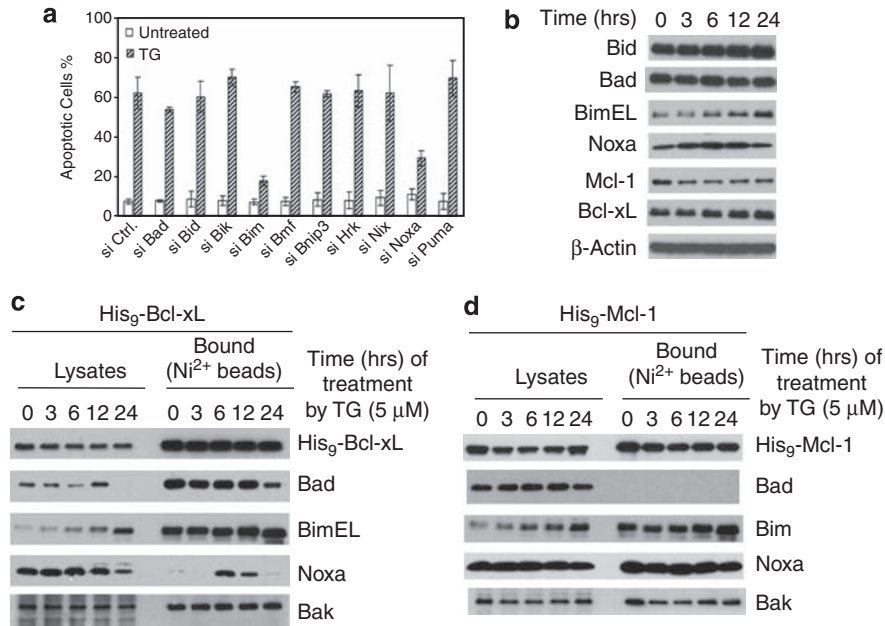 a
100
80
60
40
20
0
Apoptotic Cells %
Untreated
TG
si Ctrl.
si Bad
si Bid
si Bik
si Bim
si Bmf
si Bnip3
si Hrk
si Nix
si Noxa
si Puma
b
Time (hrs) 0 3 6 12 24
Bid
Bad
BimEL
Noxa
Mcl-1
Bcl-xL
β-Actin
c
His9-Bcl-xL
Lysates
Bound
(Ni2+ beads)
Time (hrs) of
treatment
by TG (5 μM)
0 3 6 12 24 0 3 6 12 24
His9-Bcl-xL
Bad
BimEL
Noxa
Bak
d
His9-Mcl-1
Lysates
Bound
(Ni2+ beads)
Time (hrs) of
treatment
by TG (5 μM)
0 3 6 12 24 0 3 6 12 24
His9-Mcl-1
Bad
Bim
Noxa
Bak